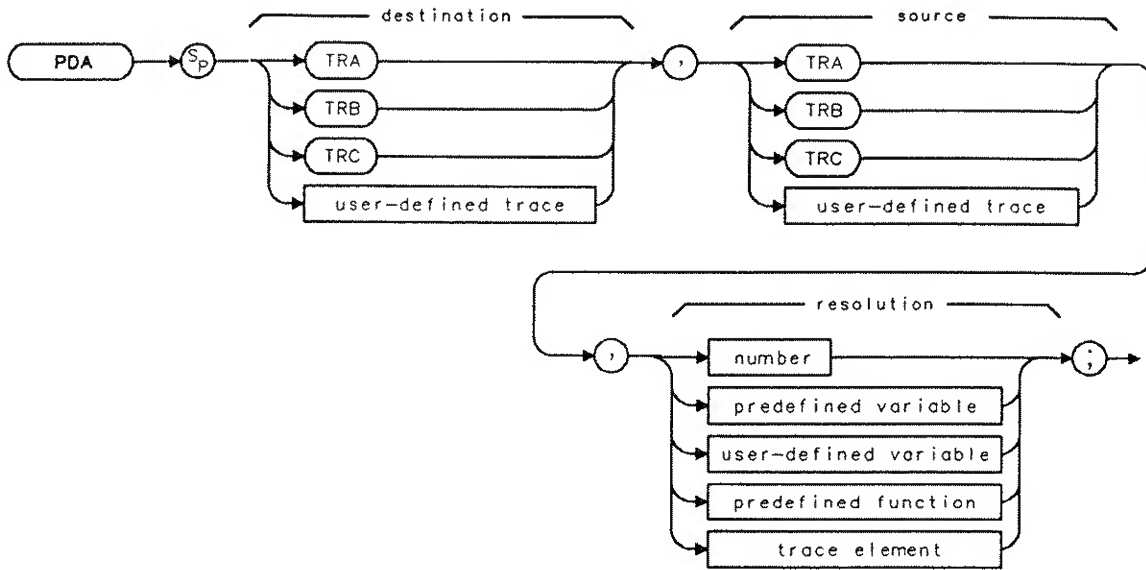 destination
source
PDA
SP
TRA
,
TRA
TRB
TRB
TRC
TRC
user-defined trace
user-defined trace
resolution
,
number
;
predefined variable
user-defined variable
predefined function
trace element